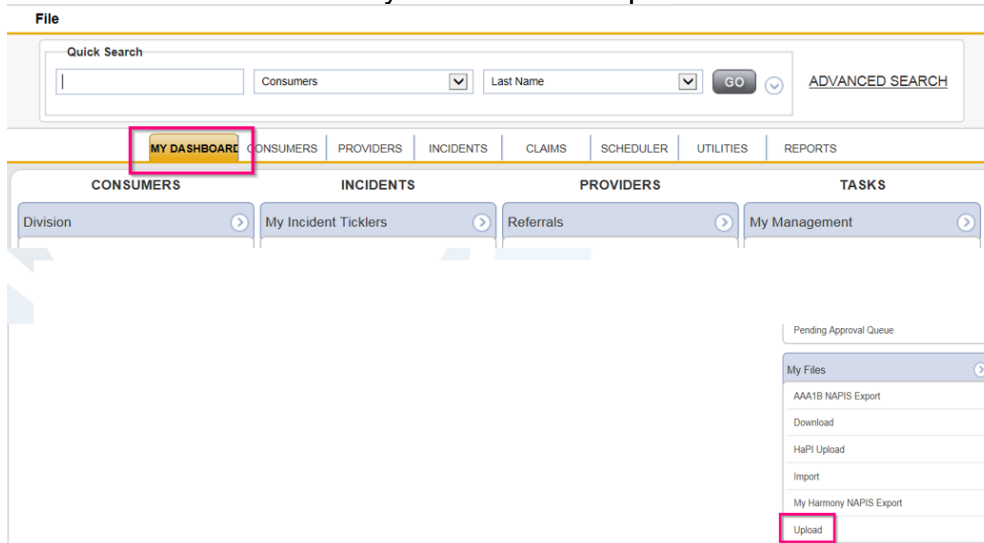 File
Quick Search
Consumers Last Name GO ADVANCED SEARCH
MY DASHBOARD CONSUMERS PROVIDERS INCIDENTS CLAIMS SCHEDULER UTILITIES REPORTS
CONSUMERS INCIDENTS PROVIDERS TASKS
Division My Incident Ticklers Referrals My Management
Pending Approval Queue
My Files
AAA1B NAPIS Export
Download
HaPI Upload
Import
My Harmony NAPIS Export
Upload